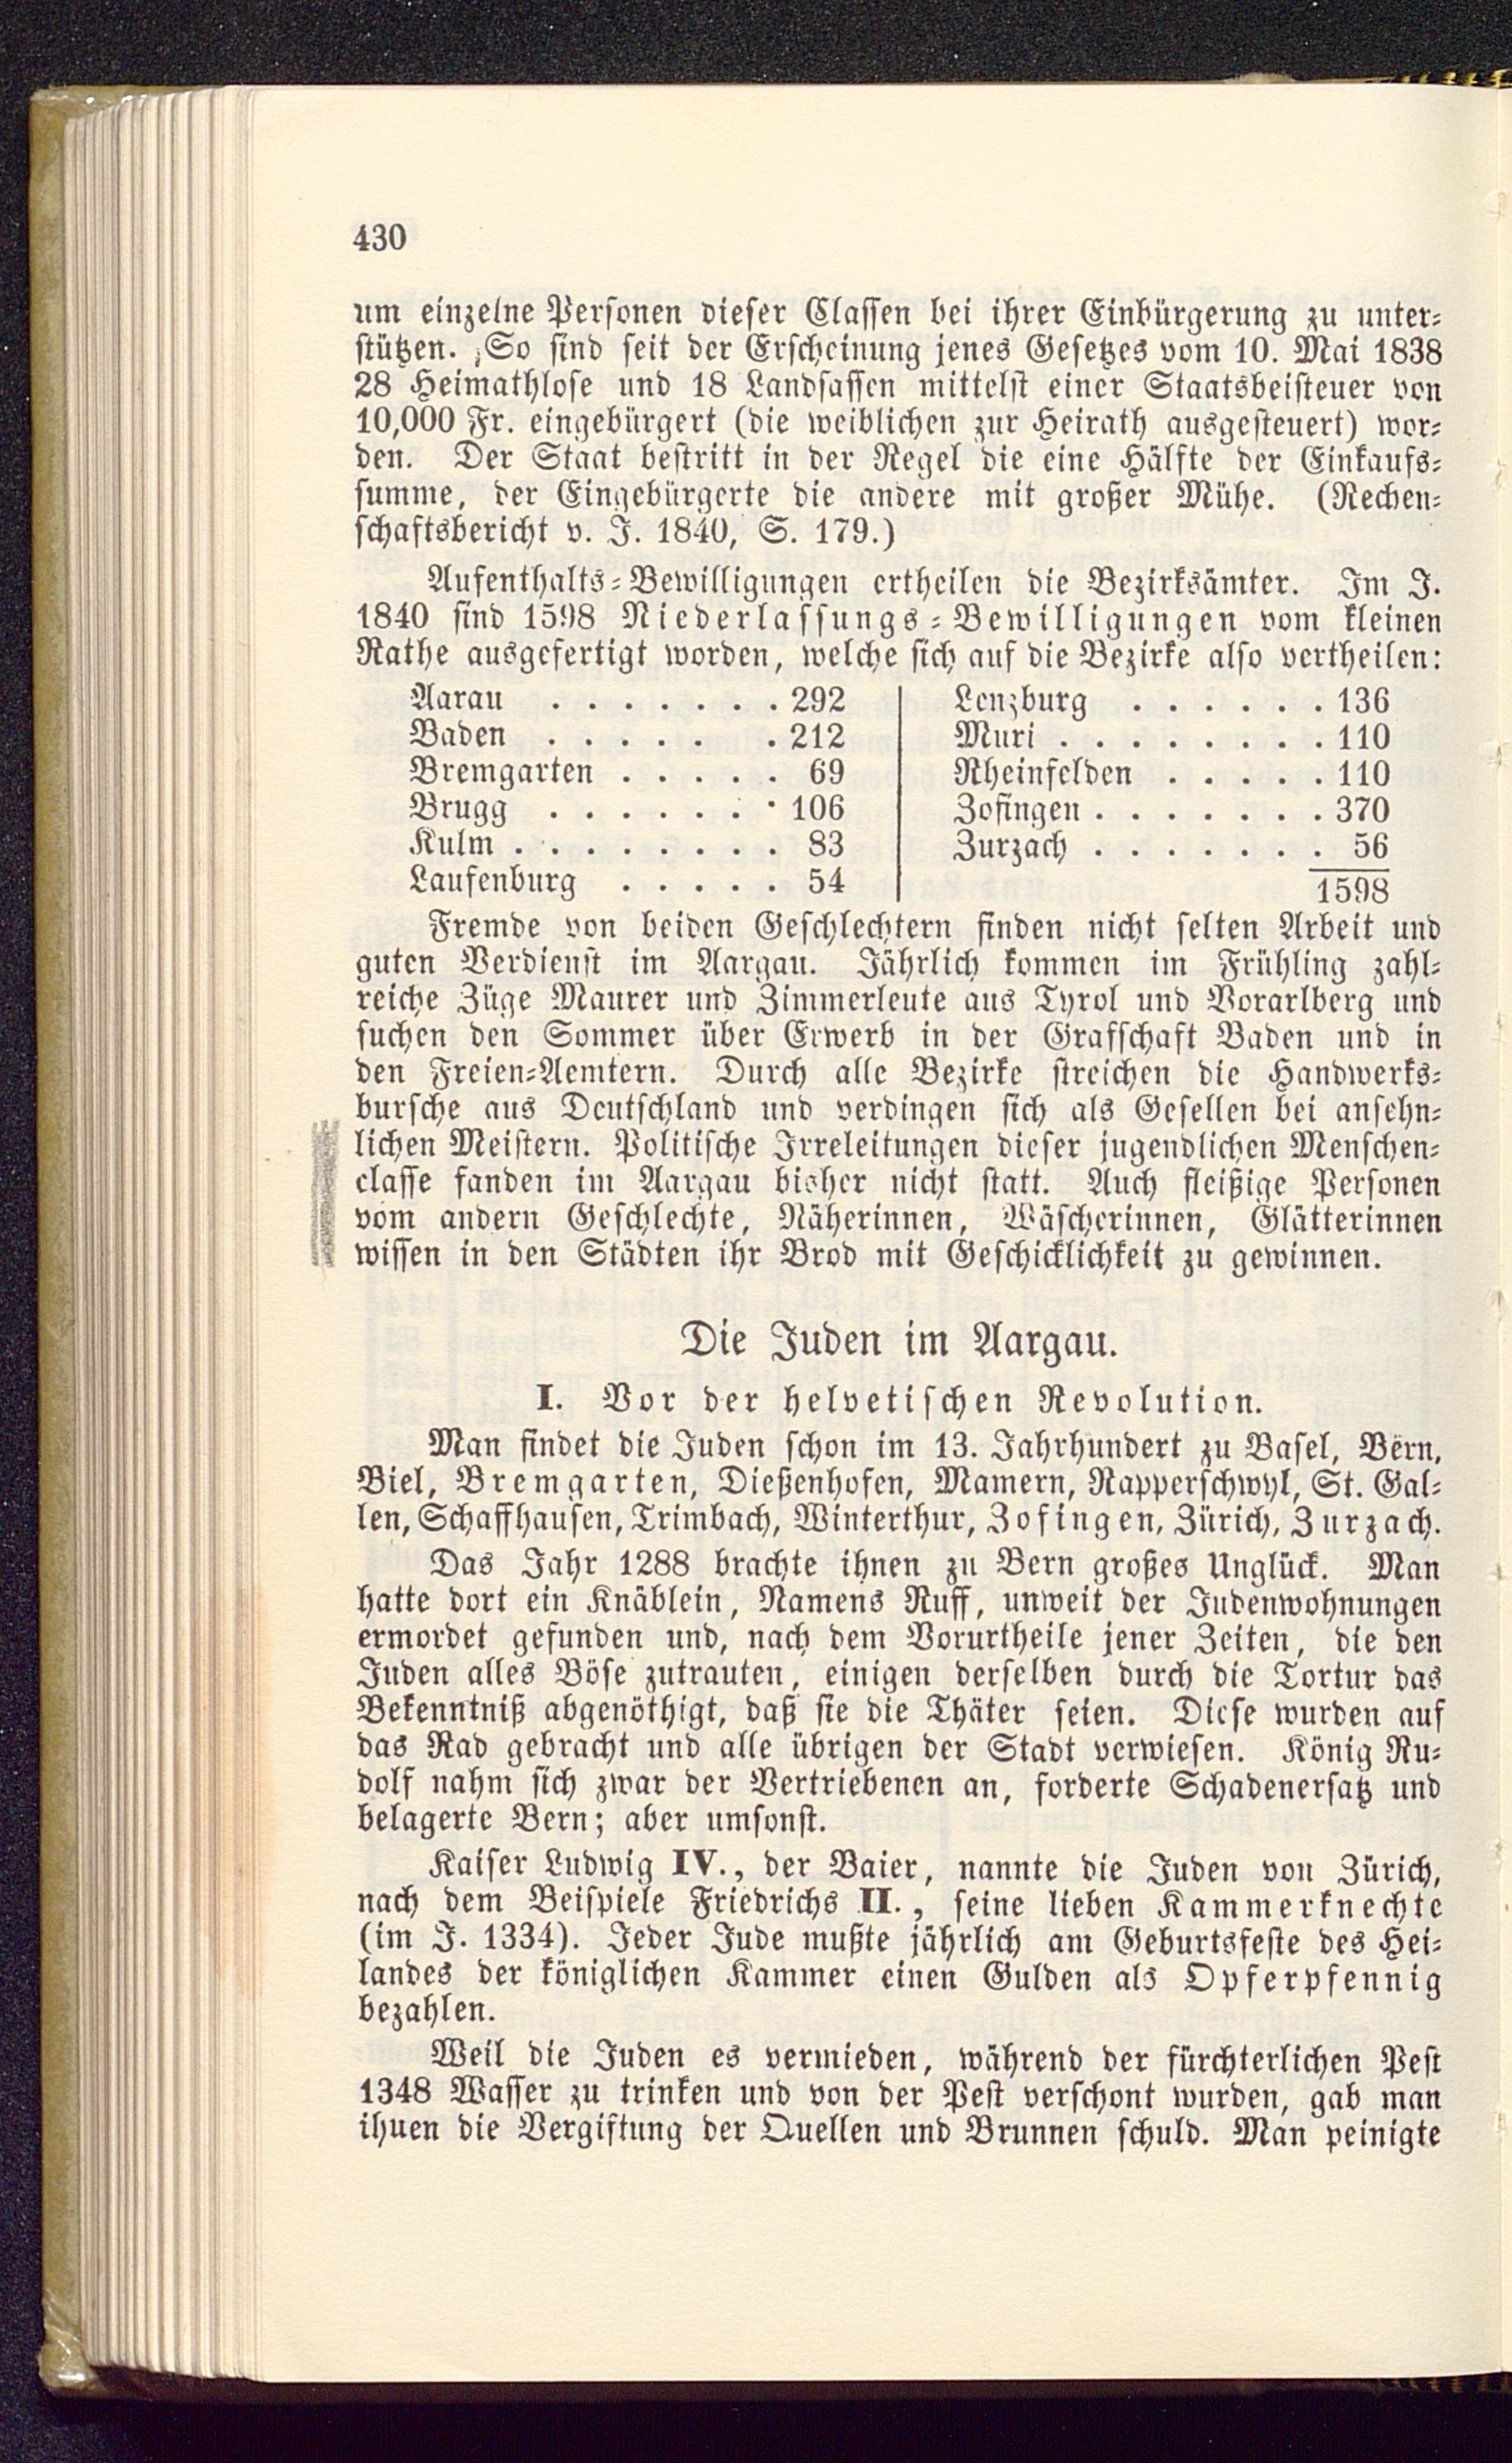 430
um einzelne Personen dieser Classen bei ihrer Einbürgerung zu unter-
stützen. So sind seit der Erscheinung jenes Gesetzes vom 10. Mai 1838
28 Heimathlose und 18 Landsassen mittelst einer Staatsbeisteuer von
10,000 Fr. eingebürgert (die weiblichen zur Heirath ausgesteuert) wor-
den. Der Staat bestritt in der Regel die eine Hälfte der Einkaufs-
summe, der Eingebürgerte die andere mit großer Mühe. (Rechen-
schaftsbericht v. J. 1840, S. 179.)
Aufenthalts-Bewilligungen ertheilen die Bezirksämter. Im J.
1840 sind 1598 Niederlassungs-Bewilligungen vom kleinen
Rathe ausgefertigt worden, welche sich auf die Bezirke also vertheilen:
Aarau . . . . . . . 292
Baden . . . . . . 212
Bremgarten . . . . . 69
Brugg . . . . . . . 106
Kulm . . . . . . . . 83
Laufenburg . . . . . 54
Lenzburg . . . . . . 136
Muri . . . . . . . . 110
Rheinfelden . . . . . 110
Zofingen . . . . . . . 370
Zurzach . . . . . . . 56
1598
Fremde von beiden Geschlechtern finden nicht selten Arbeit und
guten Verdienst im Aargau. Jährlich kommen im Frühling zahl-
reiche Züge Maurer und Zimmerleute aus Tyrol und Vorarlberg und
suchen den Sommer über Erwerb in der Grafschaft Baden und in
den Freien-Aemtern. Durch alle Bezirke streichen die Handwerks-
bursche aus Deutschland und verdingen sich als Gesellen bei ansehn-
lichen Meistern. Politische Irreleitungen dieser jugendlichen Menschen-
classe fanden im Aargau bisher nicht statt. Auch fleißige Personen
vom andern Geschlechte, Näherinnen, Wäscherinnen, Glätterinnen
wissen in den Städten ihr Brod mit Geschicklichkeit zu gewinnen.
Die Juden im Aargau.
I. Vor der helvetischen Revolution.
Man findet die Juden schon im 13. Jahrhundert zu Basel, Bern,
Biel, Bremgarten, Dießenhofen, Mamern, Rapperschwyl, St. Gal-
len, Schaffhausen, Trimbach, Winterthur, Zofingen, Zürich, Zurzach.
Das Jahr 1288 brachte ihnen zu Bern großes Unglück. Man
hatte dort ein Knäblein, Namens Ruff, unweit der Judenwohnungen
ermordet gefunden und, nach dem Vorurtheile jener Zeiten, die den
Juden alles Böse zutrauten, einigen derselben durch die Tortur das
Bekenntniß abgenöthigt, daß sie die Thäter seien. Diese wurden auf
das Rad gebracht und alle übrigen der Stadt verwiesen. König Ru-
dolf nahm sich zwar der Vertriebenen an, forderte Schadenersatz und
belagerte Bern; aber umsonst.
Kaiser Ludwig IV., der Baier, nannte die Juden von Zürich,
nach dem Beispiele Friedrichs II., seine lieben Kammerknechte
(im J. 1334). Jeder Jude mußte jährlich am Geburtsfeste des Hei-
landes der königlichen Kammer einen Gulden als Opferpfennig
bezahlen.
Weil die Juden es vermieden, während der fürchterlichen Pest
1348 Wasser zu trinken und von der Pest verschont wurden, gab man
ihuen die Vergiftung der Quellen und Brunnen schuld. Man peinigte